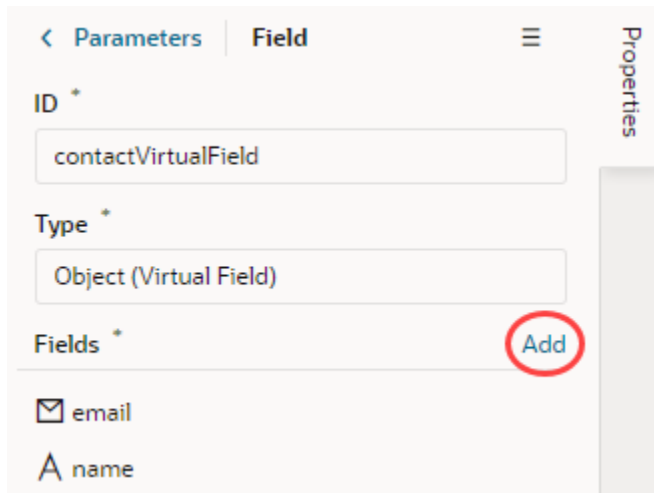 Parameters Field
Properties
ID *
contactVirtualField
Type *
Object (Virtual Field)
Fields * Add
email
name